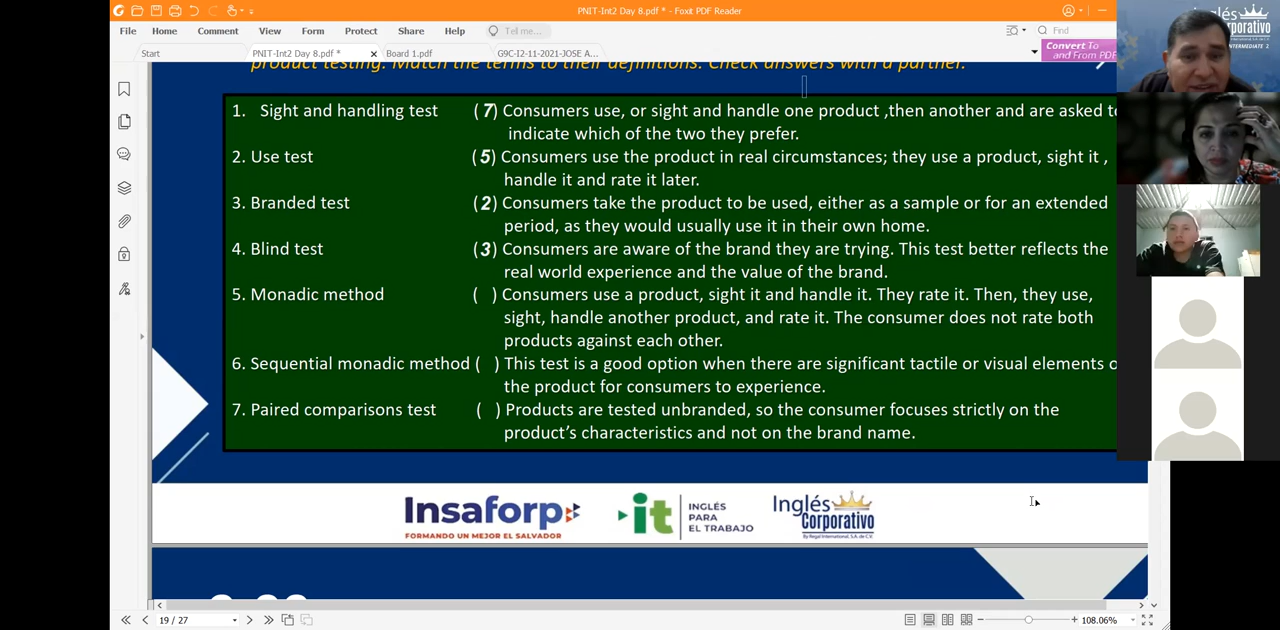 PNIT-Int2 Day 8.pdf * - Foxit PDF Reader
File Home Comment View Form Protect Share Help Tell me... Find
Start PNIT-Int2 Day 8.pdf * Board 1.pdf G9C-12-11-2021-JOSE A... Convert To
and From PDF
Inglés
Corporativo
INTERMEDIATE 2
product testing. Match the terms to their definitions. Check answers with a partner.
1. Sight and handling test (7) Consumers use, or sight and handle one product ,then another and are asked to
indicate which of the two they prefer.
2. Use test (5) Consumers use the product in real circumstances; they use a product, sight it ,
handle it and rate it later.
3. Branded test (2) Consumers take the product to be used, either as a sample or for an extended
period, as they would usually use it in their own home.
4. Blind test (3) Consumers are aware of the brand they are trying. This test better reflects the
real world experience and the value of the brand.
5. Monadic method ( ) Consumers use a product, sight it and handle it. They rate it. Then, they use,
sight, handle another product, and rate it. The consumer does not rate both
products against each other.
6. Sequential monadic method ( ) This test is a good option when there are significant tactile or visual elements o
the product for consumers to experience.
7. Paired comparisons test ( ) Products are tested unbranded, so the consumer focuses strictly on the
product's characteristics and not on the brand name.
Insaforp
FORMANDO UN MEJOR EL SALVADOR
it INGLÉS
PARA
EL TRABAJO
Inglés
Corporativo
By Regal International, S.A. de C.V.
19 / 27 108.06%